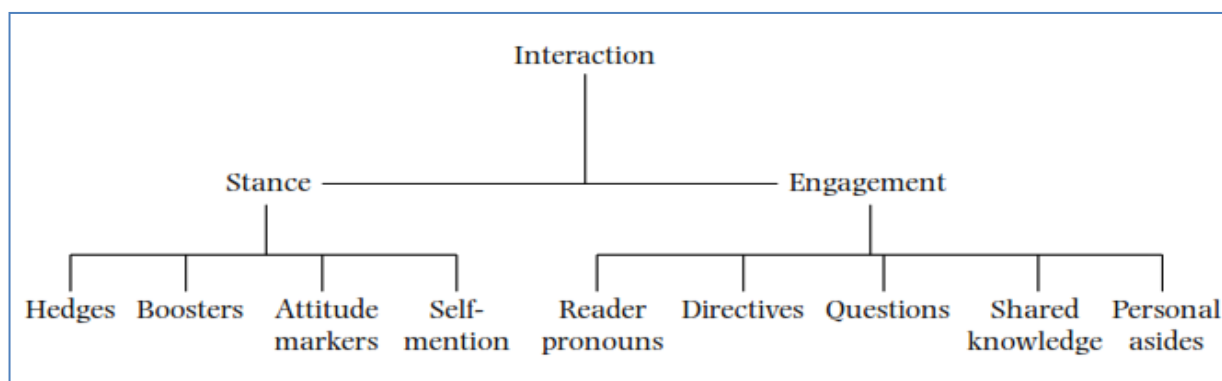 Interaction
Stance
Engagement
Hedges
Boosters
Attitude
markers
Self-
mention
Reader
pronouns
Directives
Questions
Shared
knowledge
Personal
asides